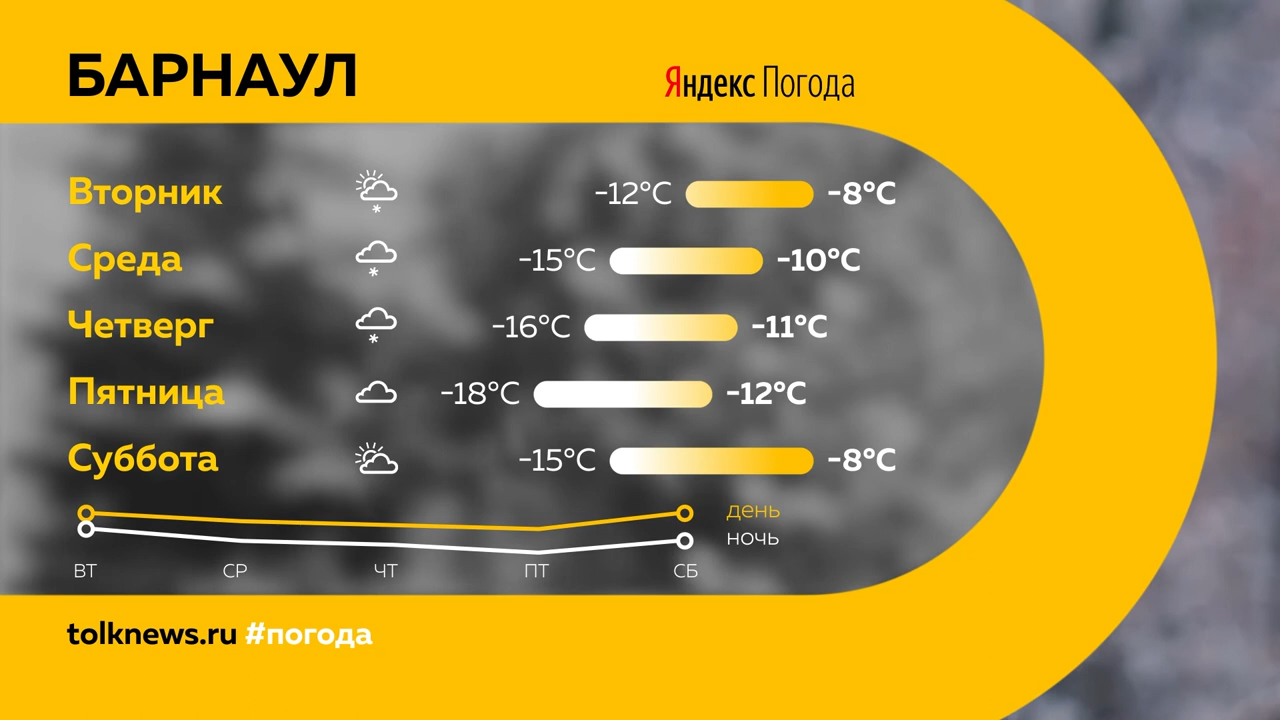 БАРНАУЛ
Яндекс Погода
Вторник -12°C -8°C
Среда -15°C -10°C
Четверг -16°C -11°C
Пятница -18°C -12°C
Суббота -15°C -8°C
день
ночь
ВТ СР ЧТ ПТ СБ
tolknews.ru #погода